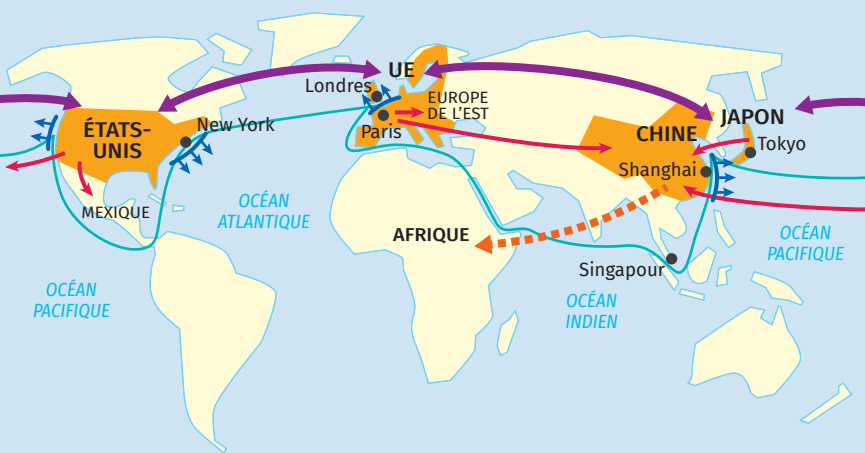 UE
Londres
EUROPE
DE L'EST
ÉTATS-
UNIS
New York
Paris
JAPON
CHINE
Tokyo
Shanghai
MEXIQUE
OCÉAN
ATLANTIQUE
AFRIQUE
OCÉAN
PACIFIQUE
Singapour
OCÉAN
PACIFIQUE
OCÉAN
INDIEN